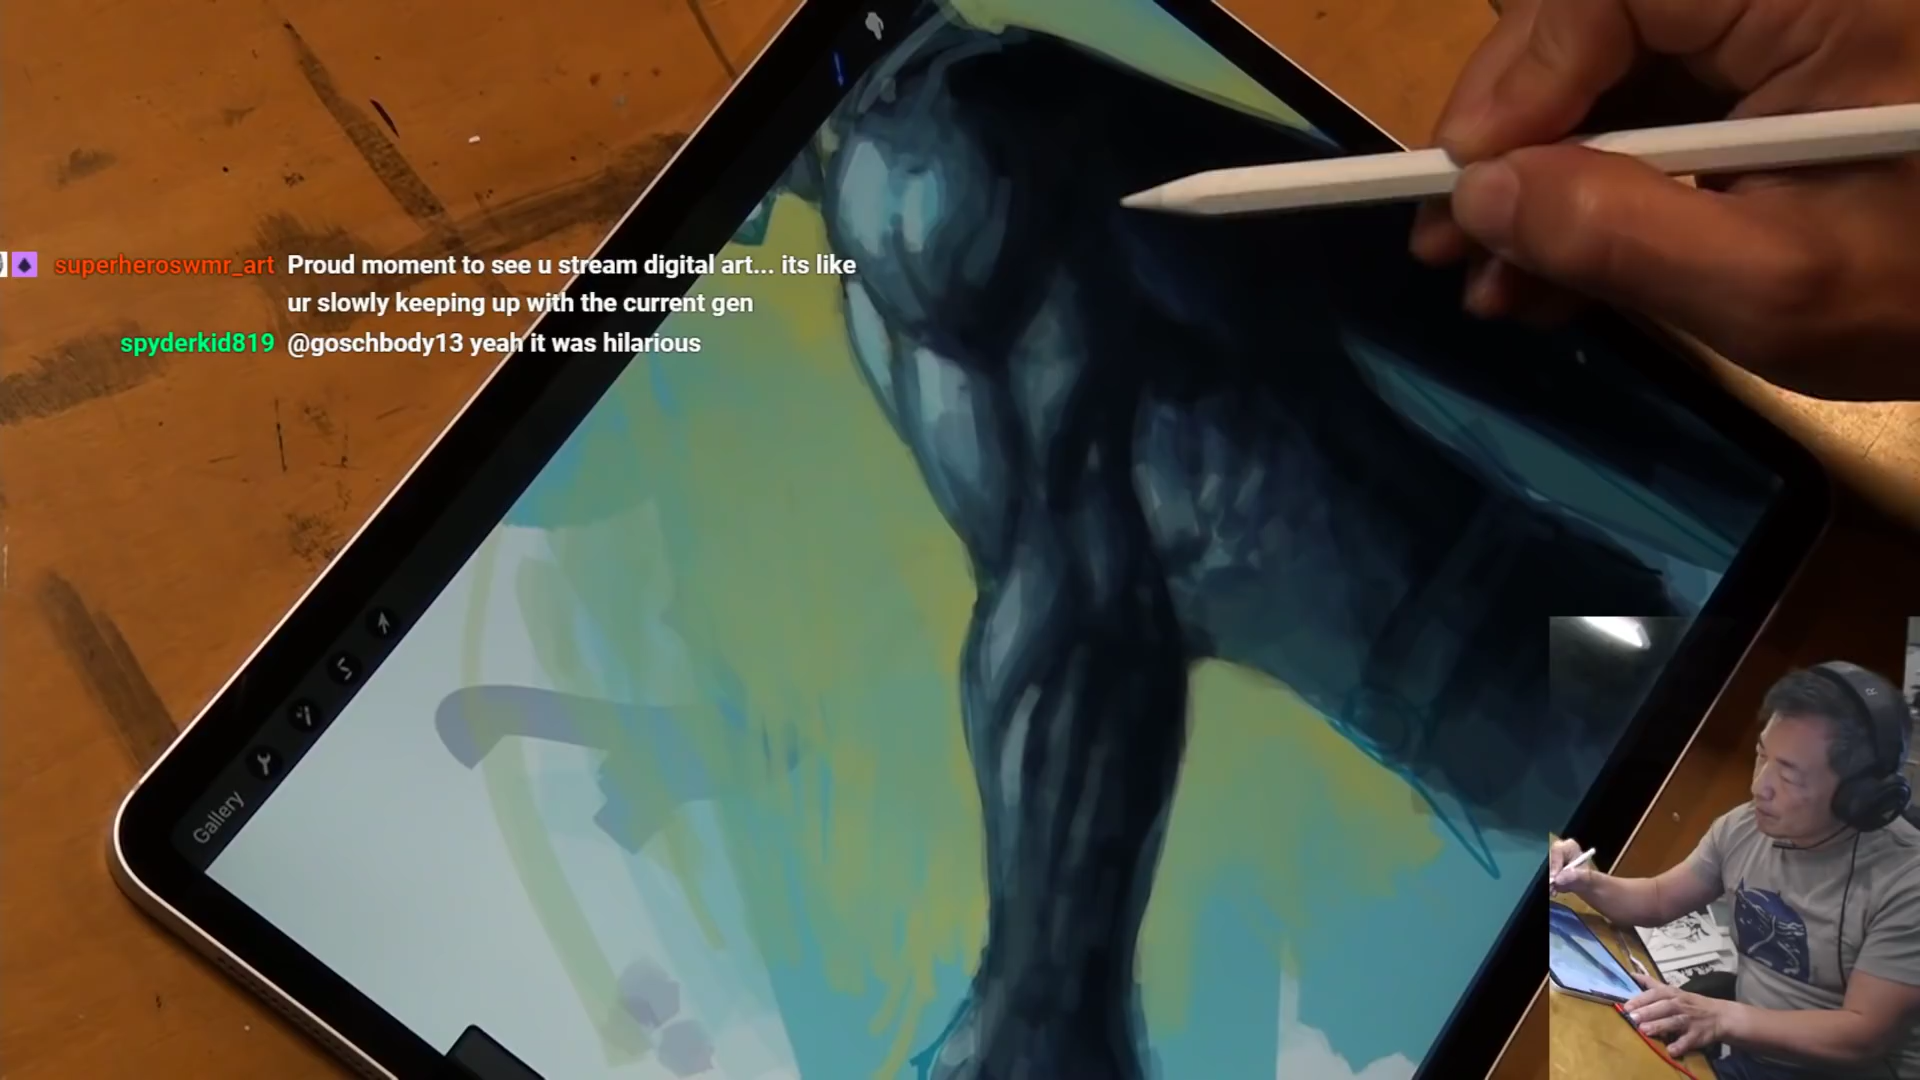 superheroswmr_art Proud moment to see u stream digital art... its like
ur slowly keeping up with the current gen
spyderkid819 @goschbody13 yeah it was hilarious
Gallery
R